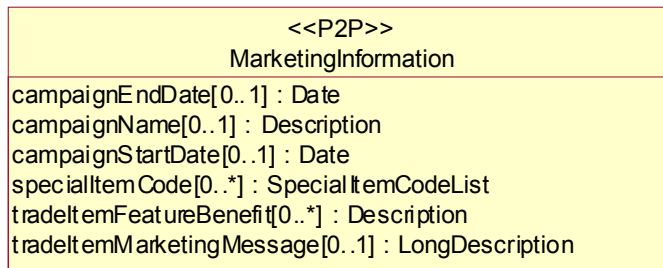 <<P2P>>
MarketingInformation
campaignEndDate[0..1] : Date
campaignName[0..1] : Description
campaignStartDate[0..1] : Date
specialItemCode[0..*] : SpecialItemCodeList
tradeItemFeatureBenefit[0..*] : Description
tradeItemMarketingMessage[0..1] : LongDescription